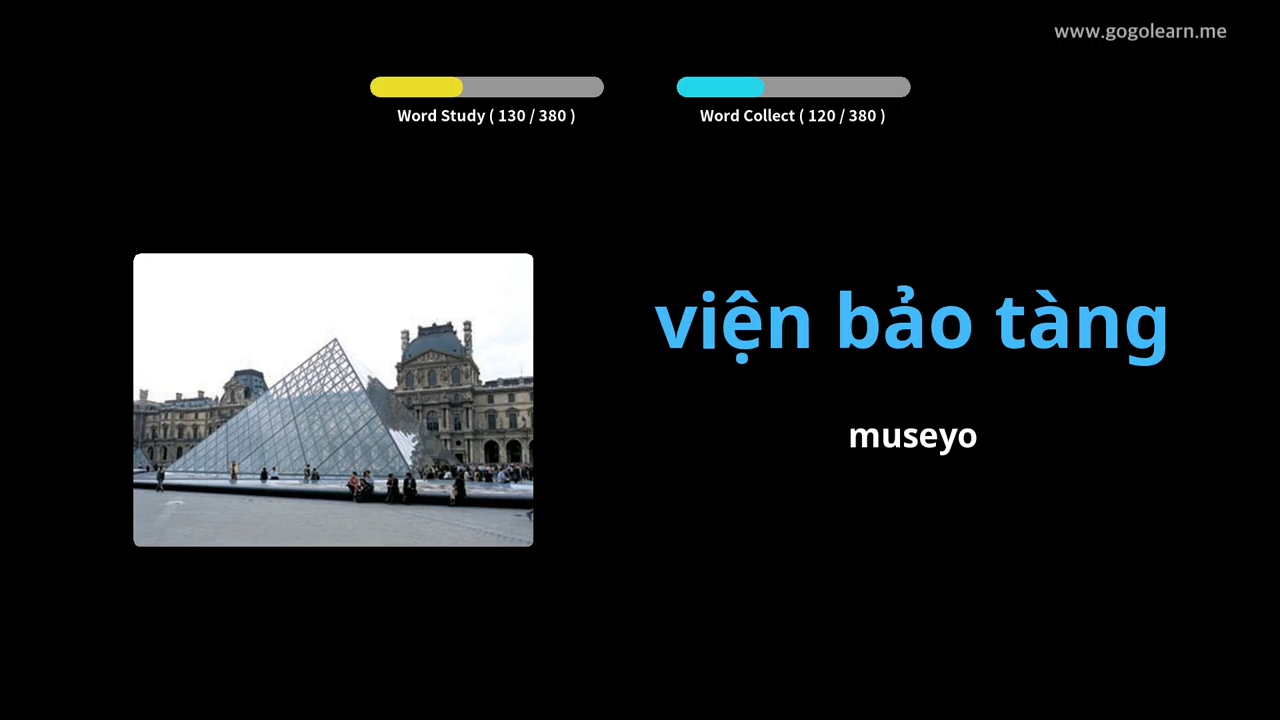 www.gogolearn.me
Word Study ( 130 / 380 )
Word Collect ( 120 / 380 )
viện bảo tàng
museyo